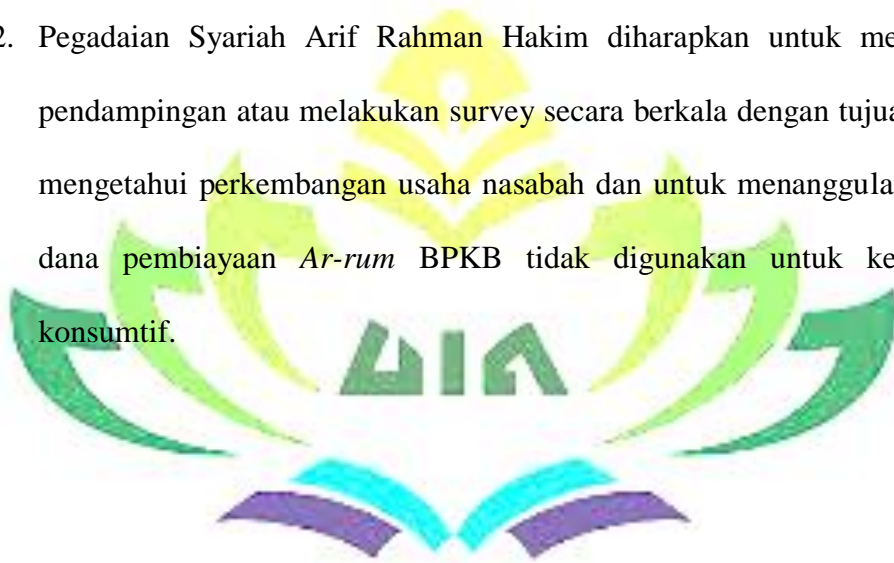 2. Pegadaian Syariah Arif Rahman Hakim diharapkan untuk me
pendampingan atau melakukan survey secara berkala dengan tujua
mengetahui perkembangan usaha nasabah dan untuk menanggula
dana pembiayaan Ar-rum BPKB tidak digunakan untuk ke
konsumtif.
UIN